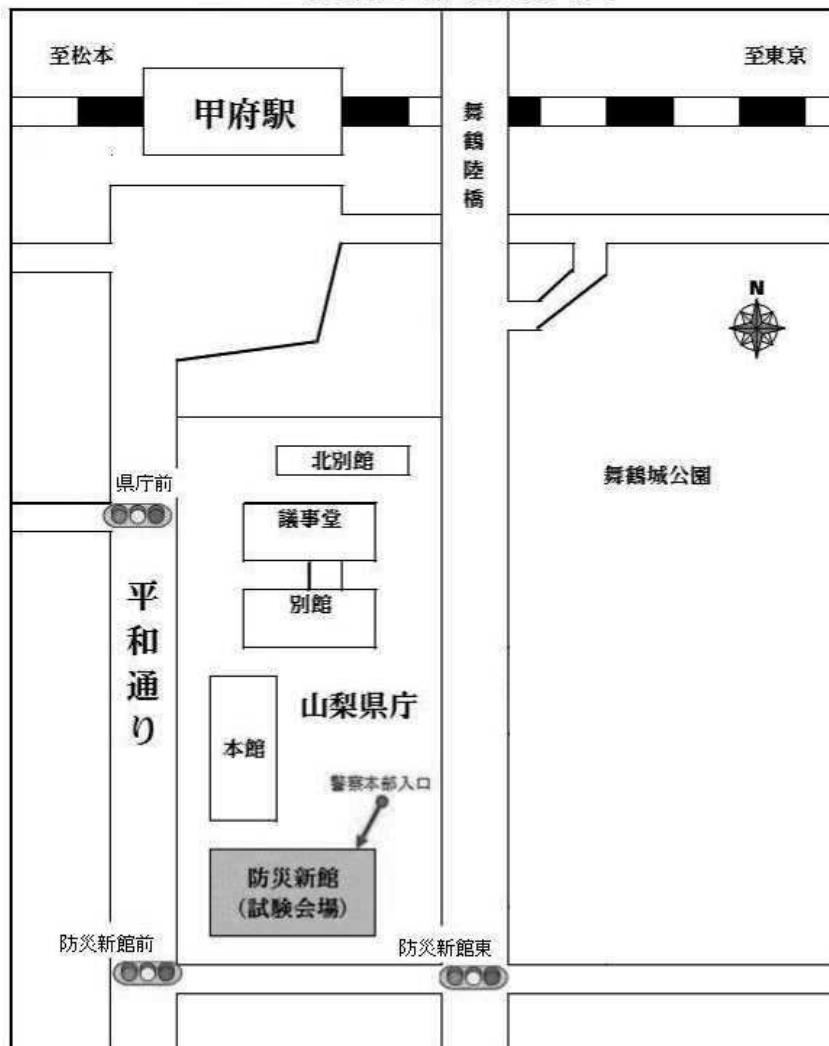 至松本
至東京
甲府駅
舞鶴陸橋
N
北別館
舞鶴城公園
県庁前
議事堂
別館
平和通り
山梨県庁
本館
警察本部入口
防災新館
(試験会場)
防災新館前
防災新館東